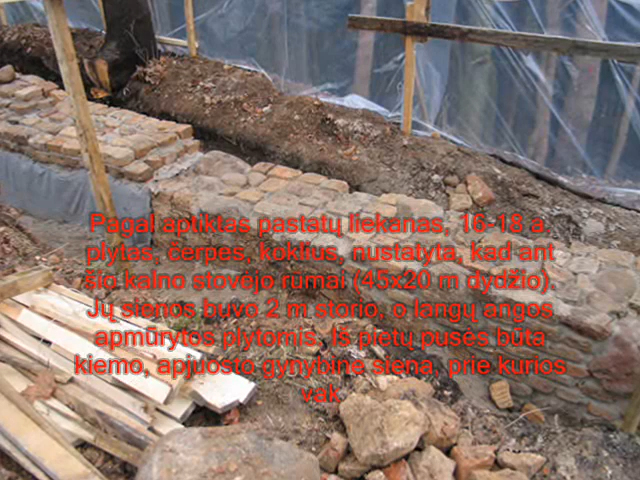 Pagal aptiktas pastatų liekanas, 16-18 a.
plytas, čerpes, koklius, nustatyta, kad ant
šio kalno stovėjo rūmai (45x20 m dydžio).
Jų sienos buvo 2 m storio, o langų angos
apmūrytos plytomis. Iš pietų pusės būta
kiemo, apjuosto gynybine siena, prie kurios
vak